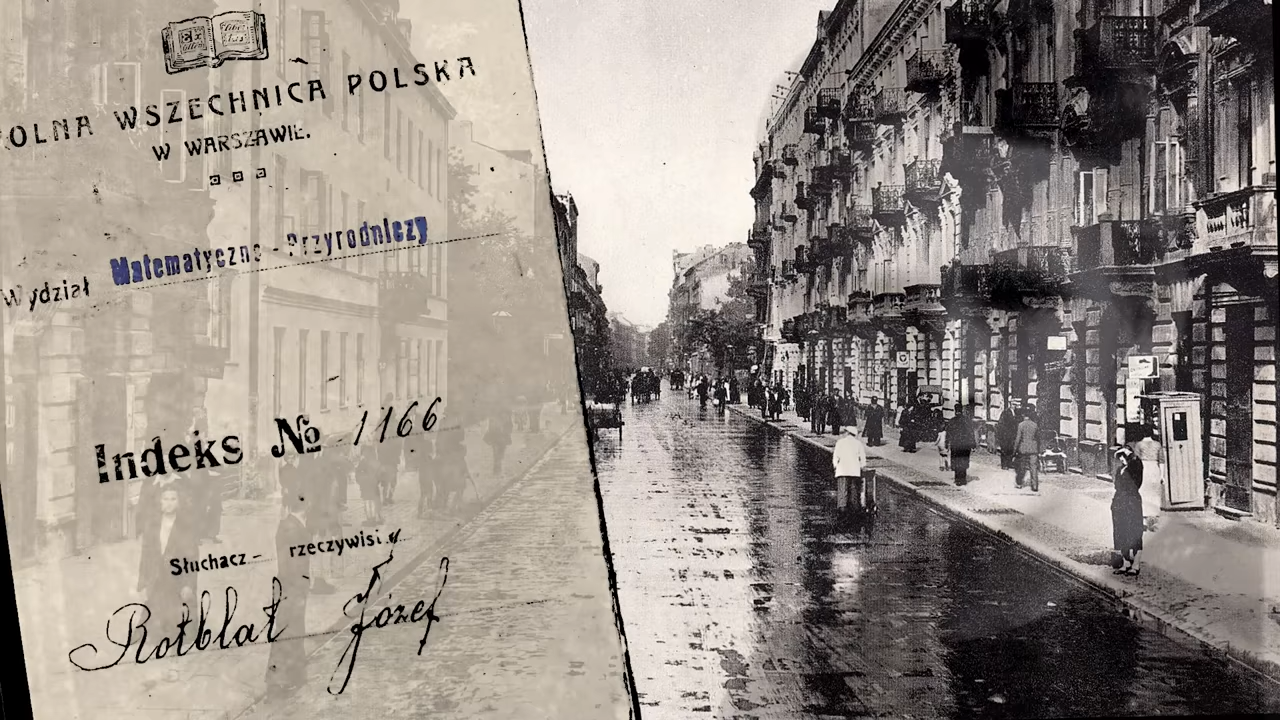 OLNA WSZECHNICA POLSKA
W WARSZAWIE.
Wydział Matematyczno - Przyrodniczy
Indeks № 1166
Słuchacz - rzeczywisty
Rotblat Józef